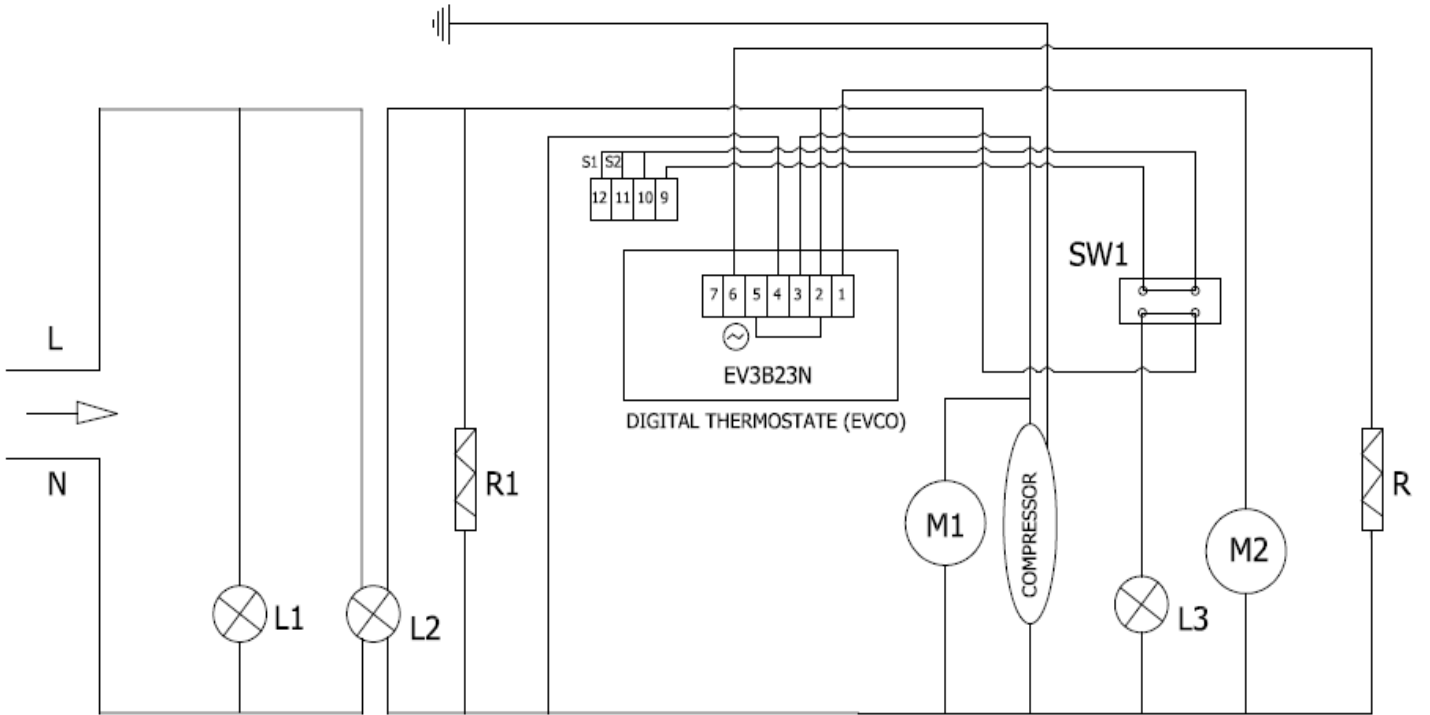 S1 S2
12 11 10 9
SW1
L
7 6 5 4 3 2 1
EV3B23N
DIGITAL THERMOSTATE (EVCO)
N
R1
R
M1
COMPRESSOR
M2
L1
L2
L3